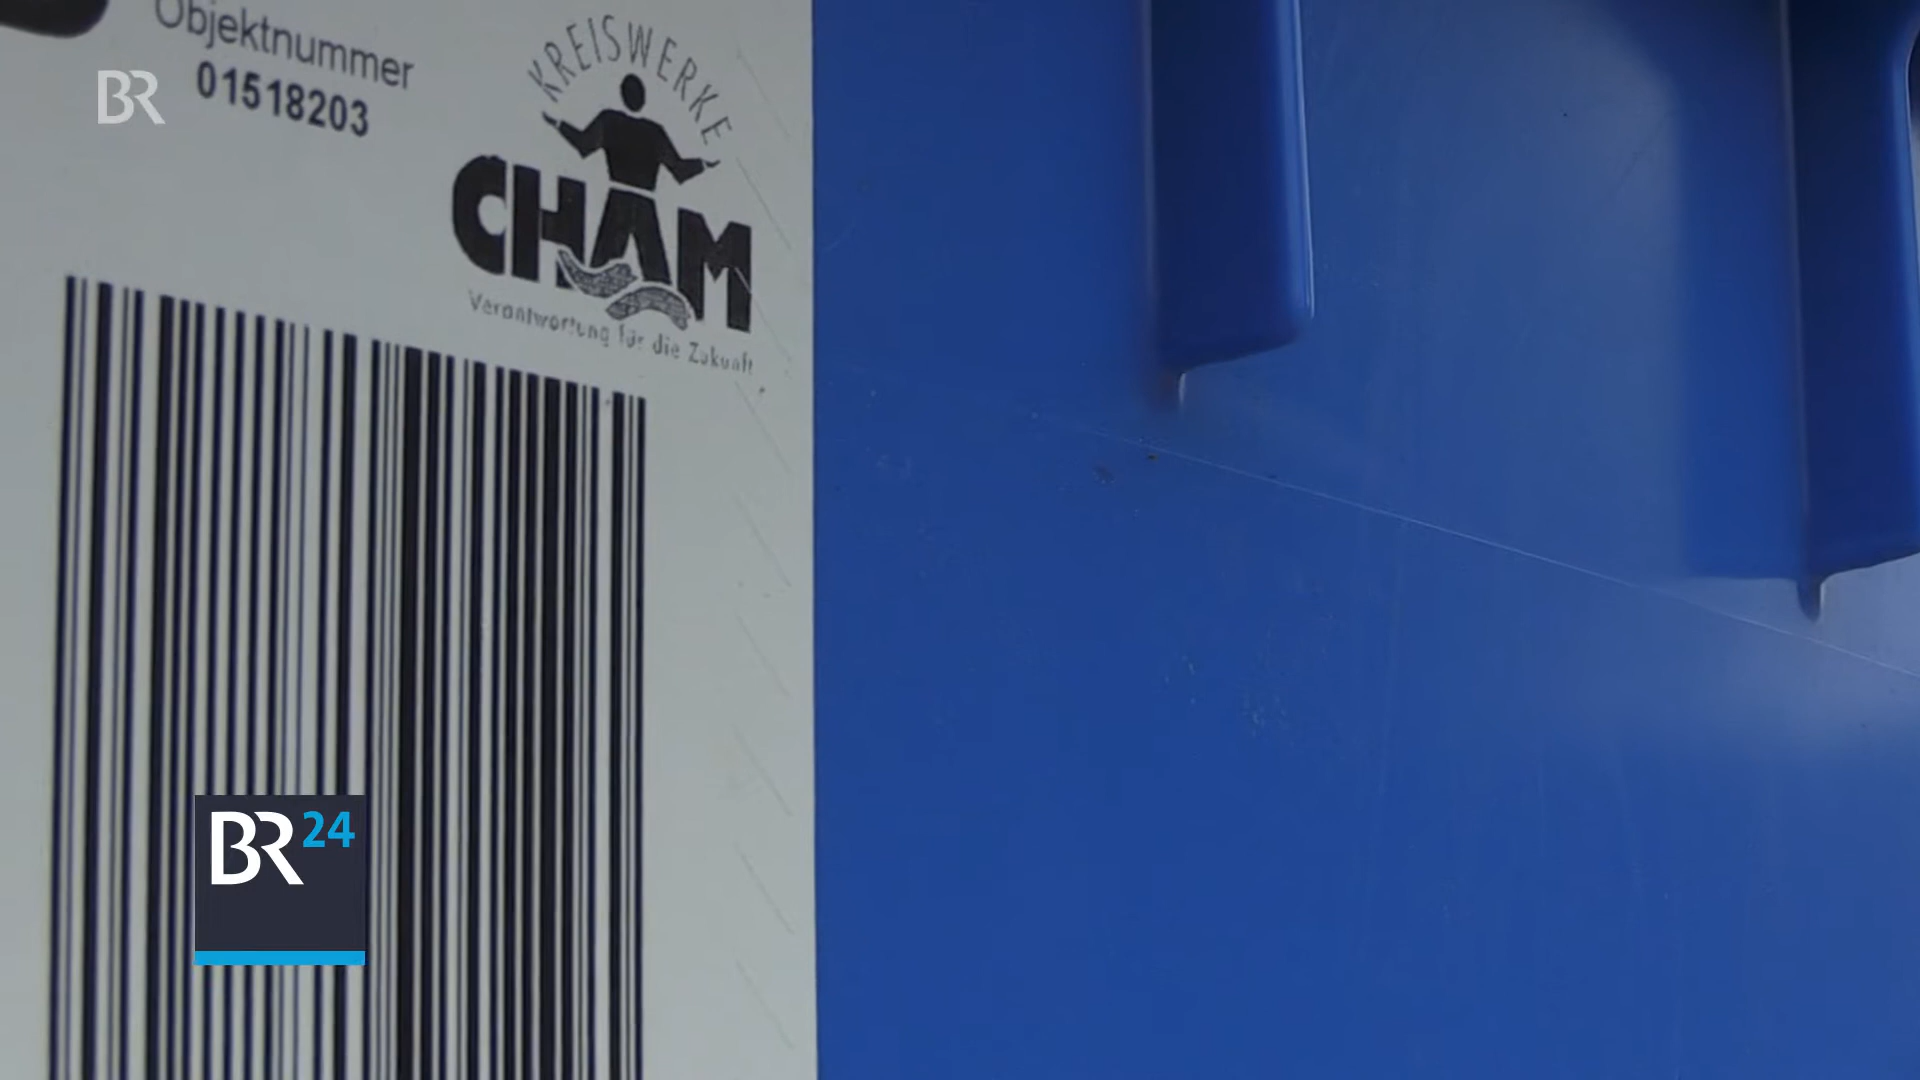 Objektnummer
01518203
BR
KREISWERKE
CHAM
Verantwortung für die Zukunft
BR24